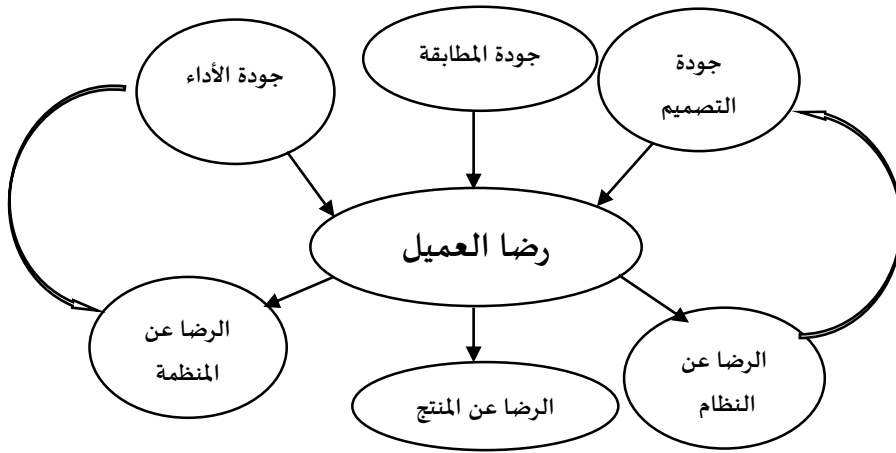 جودة
التصميم
جودة المطابقة
جودة الأداء
رضا العميل
الرضا عن
النظام
الرضا عن المنتج
الرضا عن
المنظمة